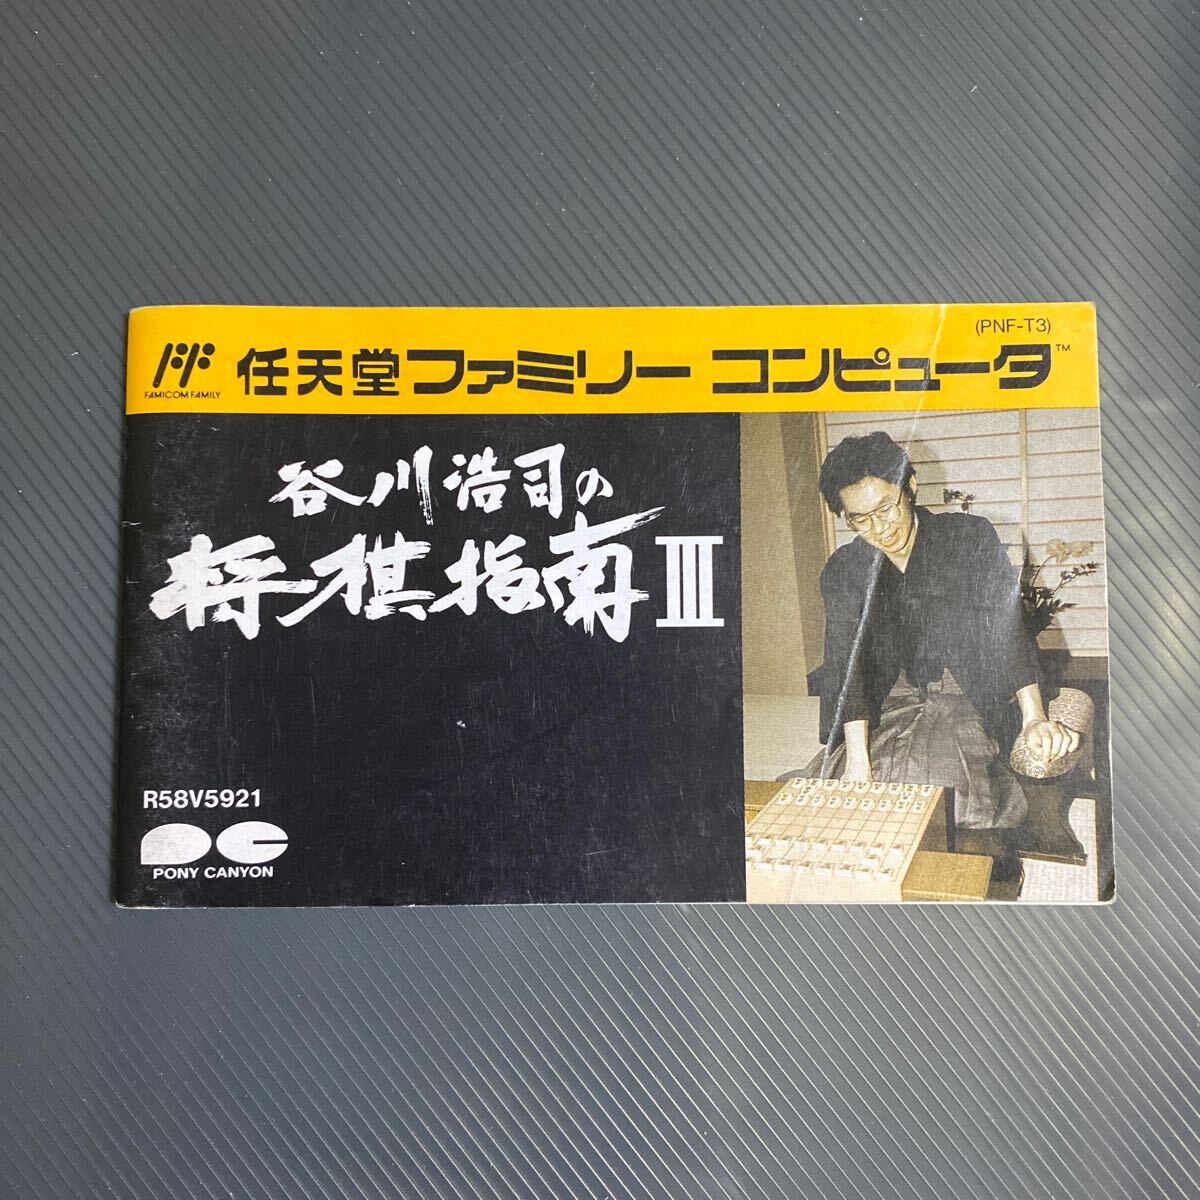 (PNF-T3)
FAMICOM FAMILY
任天堂ファミリー コンピュータ™
谷川浩司の
将棋指南III
R58V5921
PONY CANYON